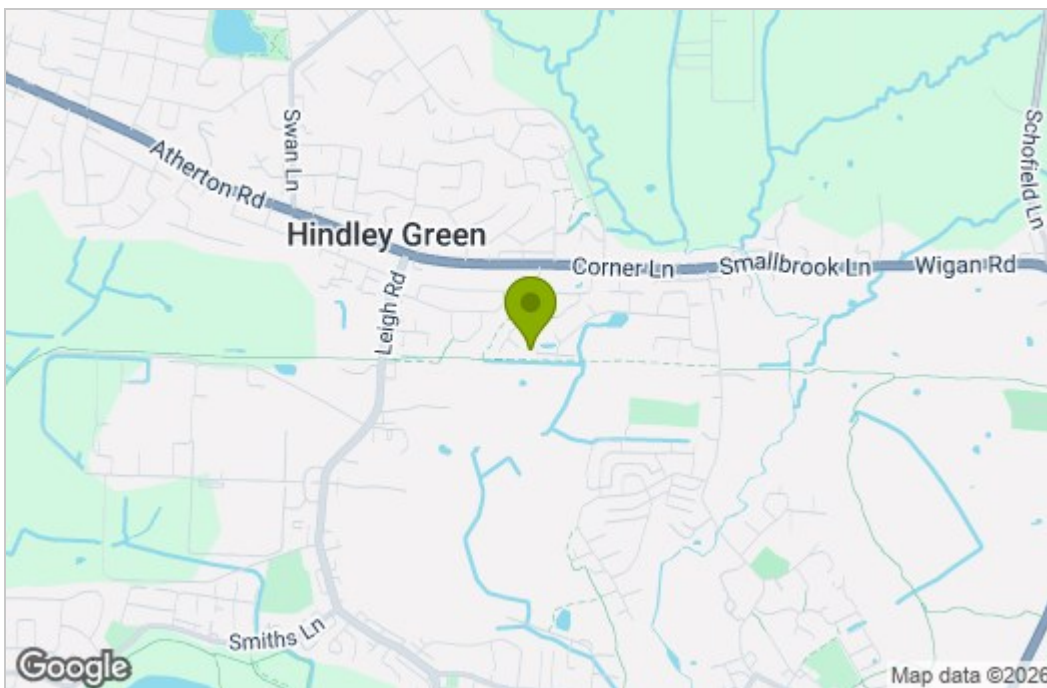 Swan Ln
Atherton Rd
Schofield Ln
Hindley Green
Corner Ln
Smallbrook Ln
Wigan Rd
Leigh Rd
Smiths Ln
Google
Map data ©2026